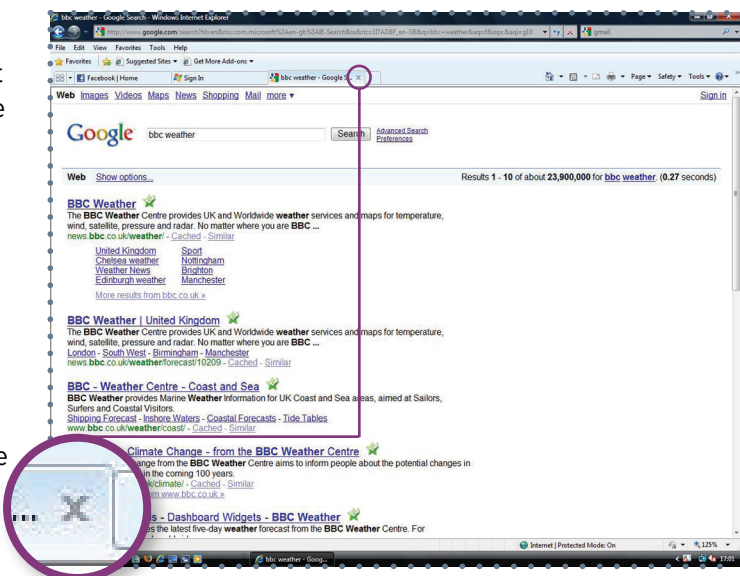 t
e
bbc weather - Google Search - Windows Internet Explorer
http://www.google.com/search?hl=en&rlz=com.microsoft%3Aen-gb%3AIE-SearchBox&rlz=1I7ADBF_en-GB&q=bbc+weather&aq=f&oq=&aqi=g10
gmail
File Edit View Favorites Tools Help
Favorites Suggested Sites Get More Add-ons
Facebook | Home Sign In bbc weather - Google S... x Page Safety Tools
Web Images Videos Maps News Shopping Mail more Sign in
Google bbc weather Search Advanced Search
Preferences
Web Show options... Results 1 - 10 of about 23,900,000 for bbc weather. (0.27 seconds)
BBC Weather
The BBC Weather Centre provides UK and Worldwide weather services and maps for temperature,
wind, satellite, pressure and radar. No matter where you are BBC ...
news.bbc.co.uk/weather/ - Cached - Similar
United Kingdom Sport
Chelsea weather Nottingham
Weather News Brighton
Edinburgh weather Manchester
More results from bbc.co.uk »
BBC Weather | United Kingdom
The BBC Weather Centre provides UK and Worldwide weather services and maps for temperature,
wind, satellite, pressure and radar. No matter where you are BBC ...
London - South West - Birmingham - Manchester
news.bbc.co.uk/weather/forecast/10209 - Cached - Similar
BBC - Weather Centre - Coast and Sea
BBC Weather provides Marine Weather Information for UK Coast and Sea areas, aimed at Sailors,
Surfers and Coastal Visitors.
Shipping Forecast - Inshore Waters - Coastal Forecasts - Tide Tables
www.bbc.co.uk/weather/coast/ - Cached - Similar
Climate Change - from the BBC Weather Centre
e
ange from the BBC Weather Centre aims to inform people about the potential changes in
in the coming 100 years.
k/climate/ - Cached - Similar
om www.bbc.co.uk »
... x
s - Dashboard Widgets - BBC Weather
es the latest five-day weather forecast from the BBC Weather Centre. For
Internet | Protected Mode: On 125%
bbc weather - Goog... 17:01